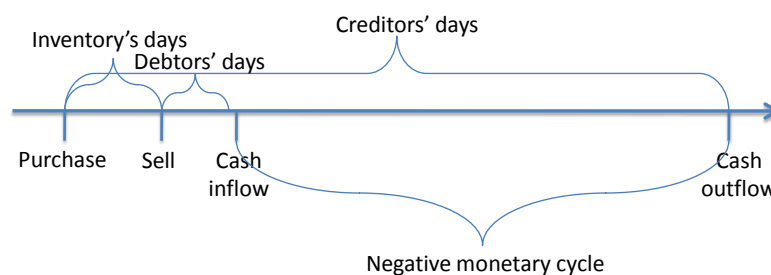 Creditors' days
Inventory's days
Debtors' days
Purchase
Sell
Cash
inflow
Cash
outflow
Negative monetary cycle